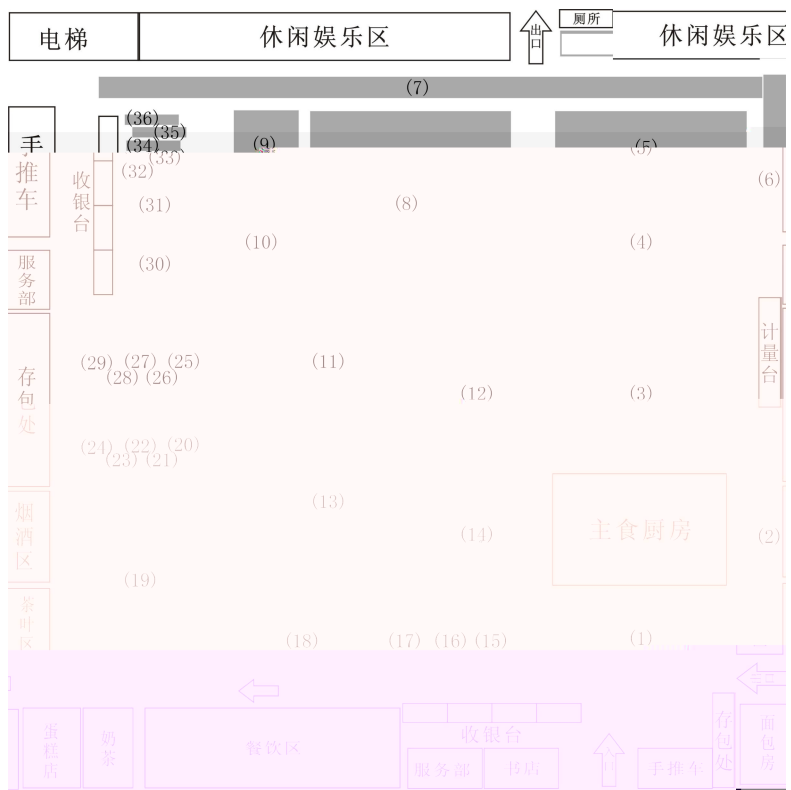 电梯
休闲娱乐区
出口
厕所
休闲娱乐区
(7)
手推车
(36)
(35)
(34)
(33)
(32)
(9)
(5)
(6)
收银台
(31)
(8)
(10)
(4)
服务部
(30)
计量台
存包处
(29)
(27)
(25)
(28)
(26)
(11)
(12)
(3)
(24)
(22)
(20)
(23)
(21)
(13)
烟酒区
(14)
主食厨房
(2)
(19)
茶叶区
(18)
(17)
(16)
(15)
(1)
蛋糕店
奶茶
餐饮区
收银台
服务部
书店
手推车
存包处
面包房